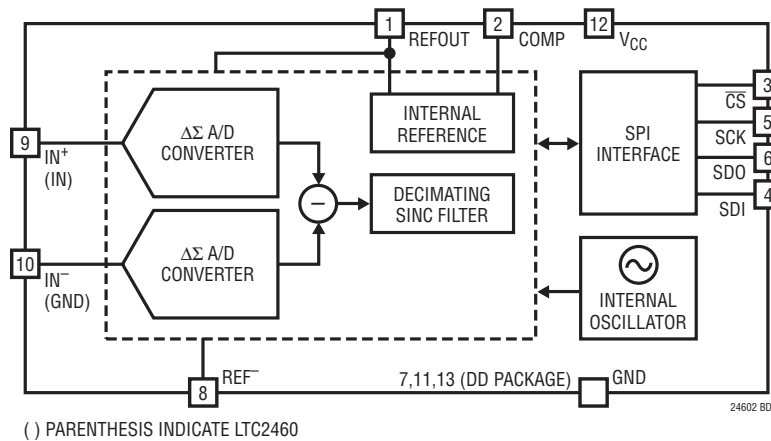 1 REFOUT
2 COMP
12 VCC
INTERNAL
REFERENCE
ΔΣ A/D
CONVERTER
9 IN+
(IN)
SPI
INTERFACE
3 C̅S̅
5 SCK
6 SDO
4 SDI
−
DECIMATING
SINC FILTER
ΔΣ A/D
CONVERTER
10 IN−
(GND)
INTERNAL
OSCILLATOR
8 REF−
7,11,13 (DD PACKAGE) GND
24602 BD
( ) PARENTHESIS INDICATE LTC2460